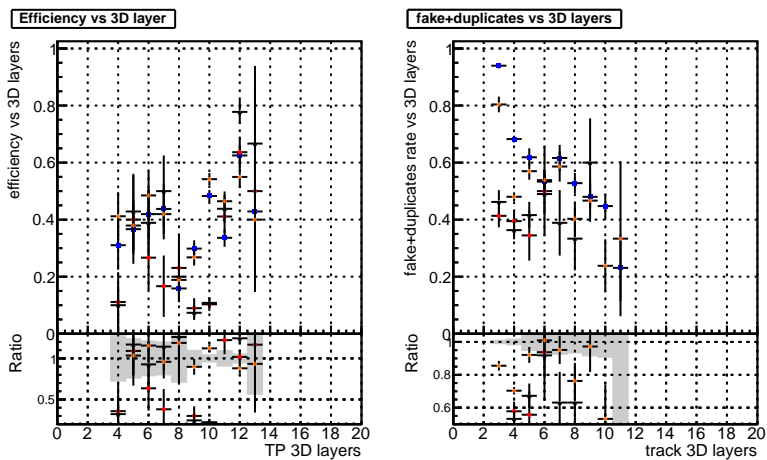 Efficiency vs 3D layer
efficiency vs 3D layers
1
0.8
0.6
0.4
0.2
0
Ratio
1
0.5
0 2 4 6 8 10 12 14 16 18 20
TP 3D layers
fake+duplicates vs 3D layers
fake+duplicates rate vs 3D layers
1
0.8
0.6
0.4
0.2
0
Ratio
1
0.8
0.6
0 2 4 6 8 10 12 14 16 18 20
track 3D layers